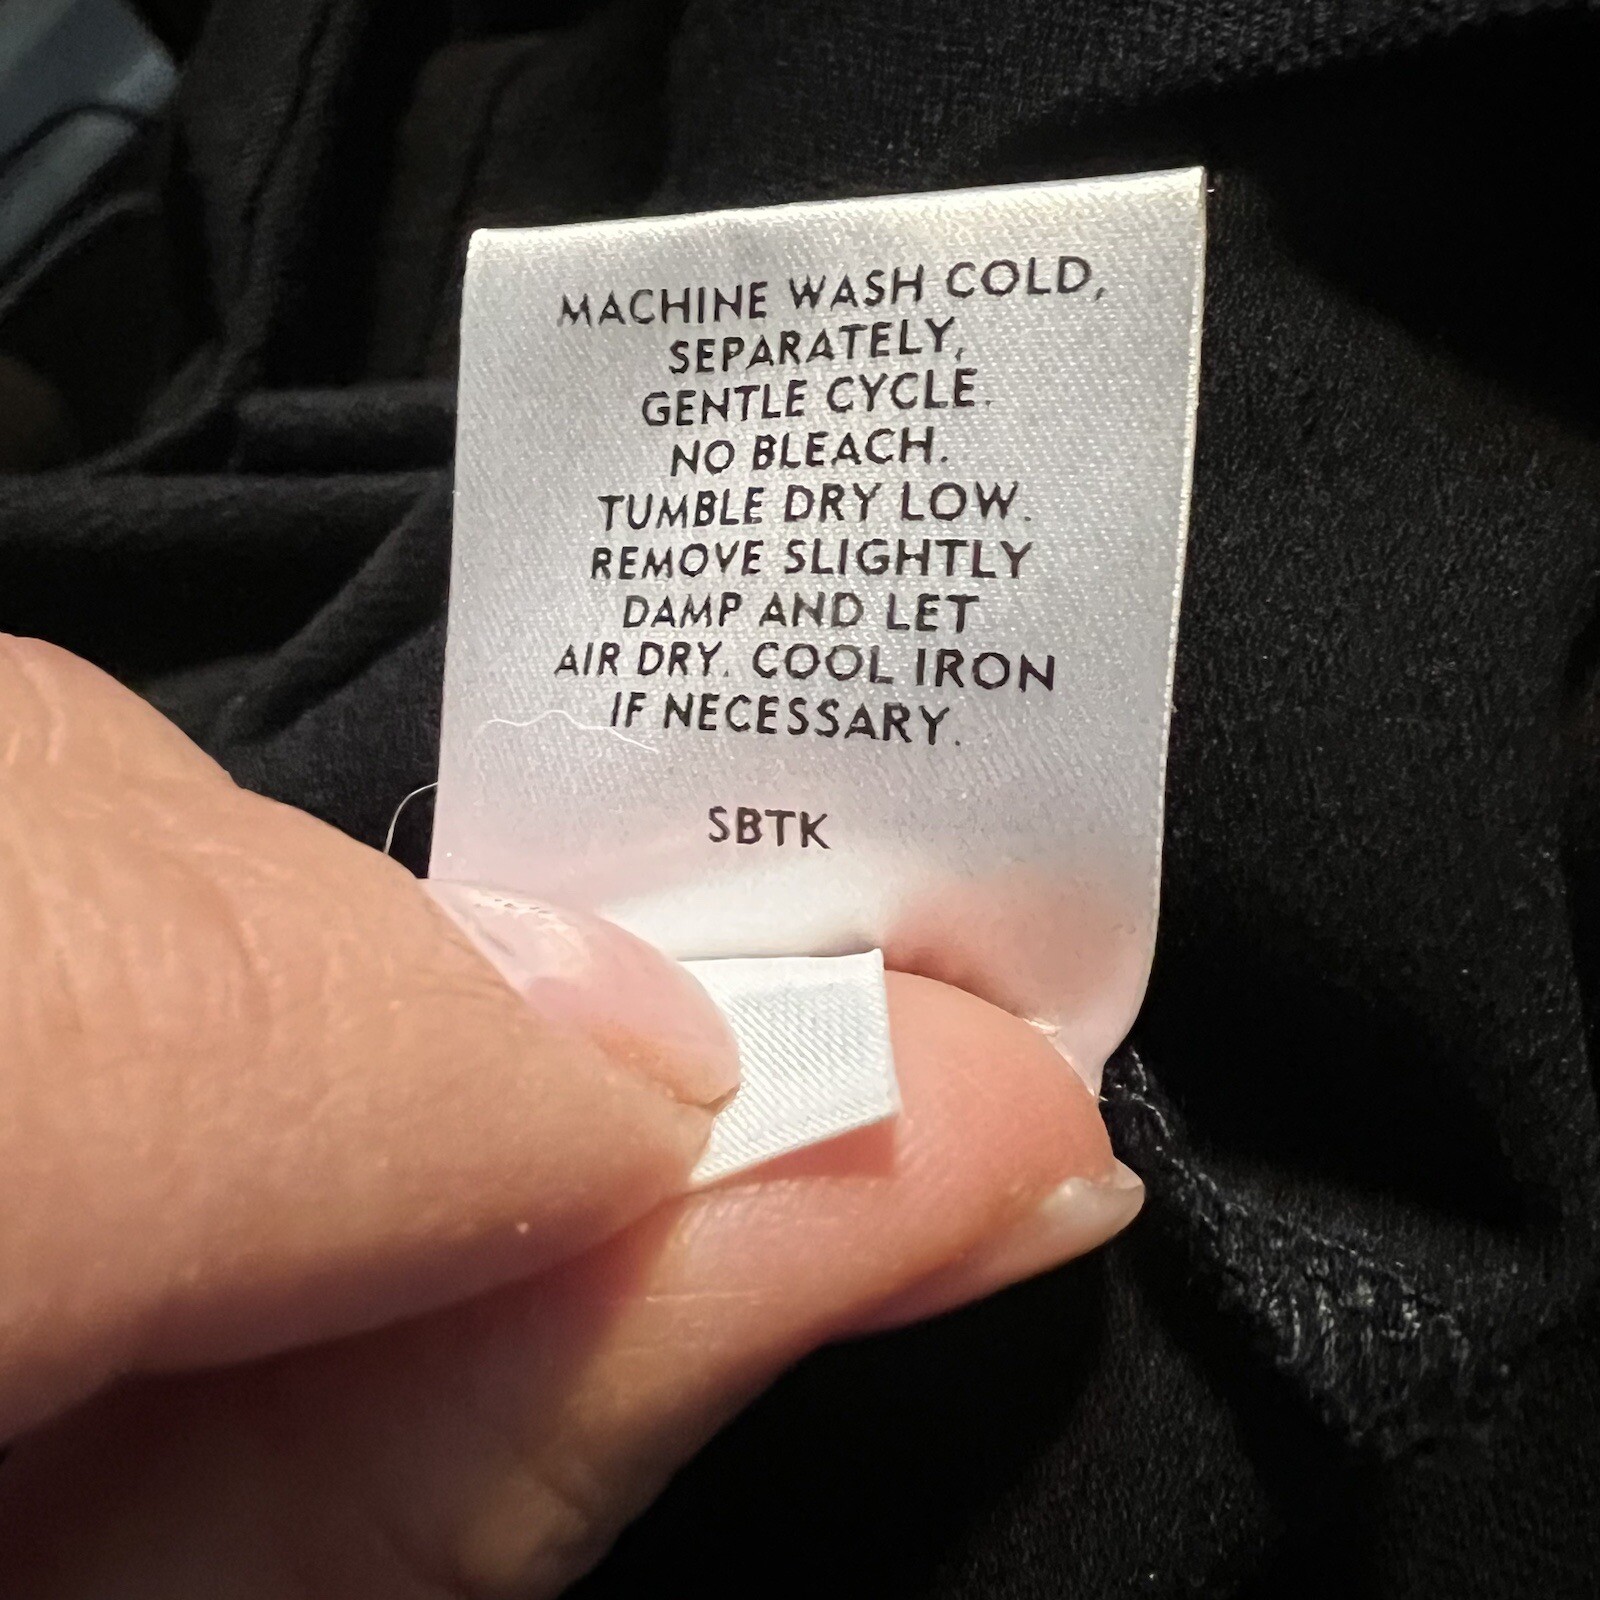 MACHINE WASH COLD,
SEPARATELY,
GENTLE CYCLE.
NO BLEACH.
TUMBLE DRY LOW.
REMOVE SLIGHTLY
DAMP AND LET
AIR DRY. COOL IRON
IF NECESSARY.
SBTK